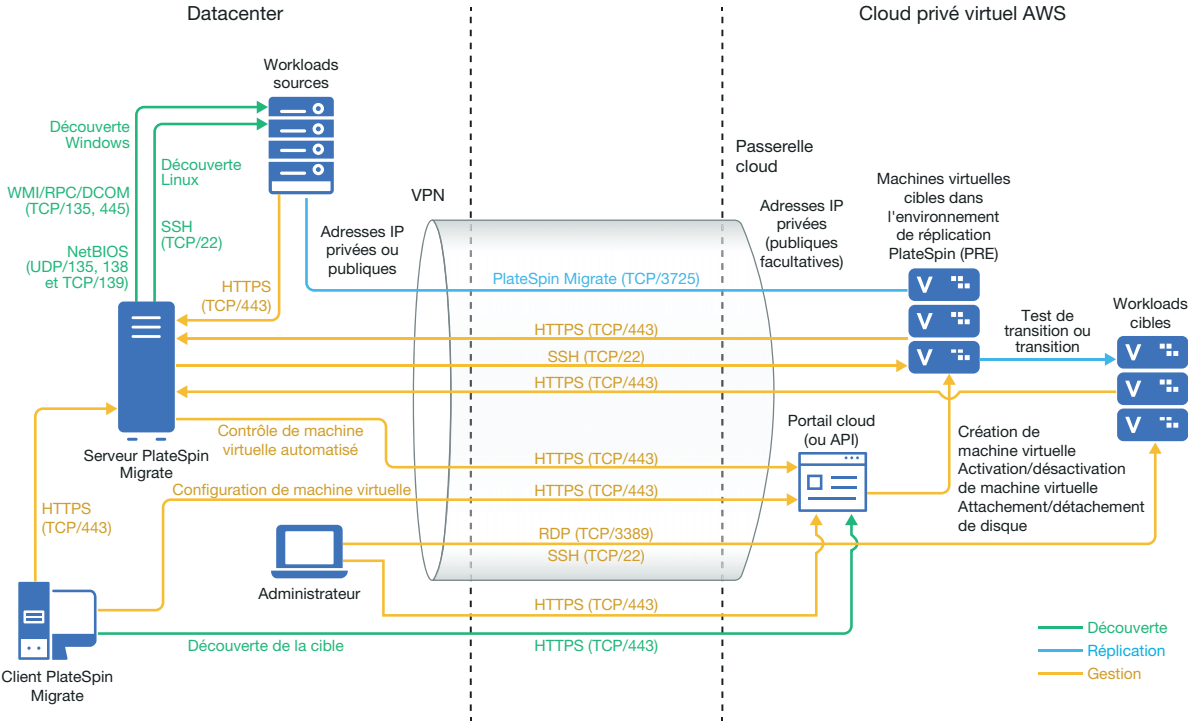 Datacenter
Cloud privé virtuel AWS
Workloads
sources
Découverte
Windows
Découverte
Linux
WMI/RPC/DCOM
(TCP/135, 445)
SSH
(TCP/22)
NetBIOS
(UDP/135, 138
et TCP/139)
HTTPS
(TCP/443)
Adresses IP
privées ou
publiques
VPN
Passerelle
cloud
Adresses IP
privées
(publiques
facultatives)
Machines virtuelles
cibles dans
l'environnement
de réplication
PlateSpin (PRE)
PlateSpin Migrate (TCP/3725)
V
V
V
HTTPS (TCP/443)
SSH (TCP/22)
HTTPS (TCP/443)
Test de
transition ou
transition
Workloads
cibles
V
V
V
Serveur PlateSpin
Migrate
Contrôle de machine
virtuelle automatisé
HTTPS (TCP/443)
Portail cloud
(ou API)
Création de
machine virtuelle
Activation/désactivation
de machine virtuelle
Attachement/détachement
de disque
Configuration de machine virtuelle
HTTPS (TCP/443)
HTTPS
(TCP/443)
RDP (TCP/3389)
SSH (TCP/22)
Administrateur
HTTPS (TCP/443)
Découverte de la cible
HTTPS (TCP/443)
Client PlateSpin
Migrate
Découverte
Réplication
Gestion